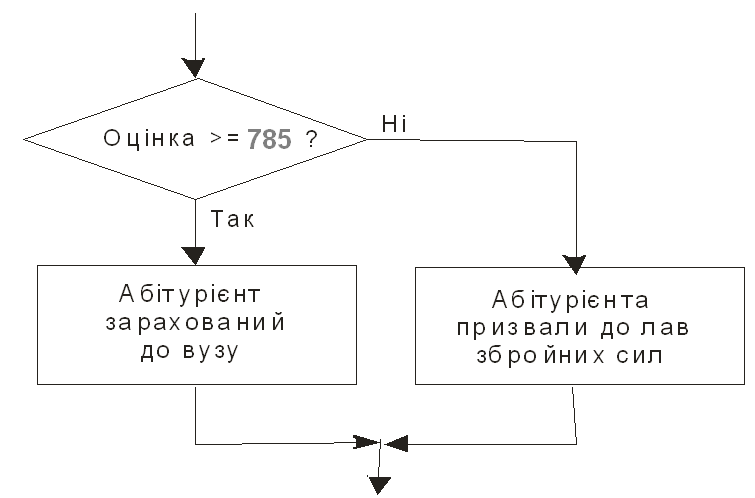 Оцінка >= 785 ?
Ні
Так
Абітурієнт
зарахований
до вузу
Абітурієнта
призвали до лав
збройних сил